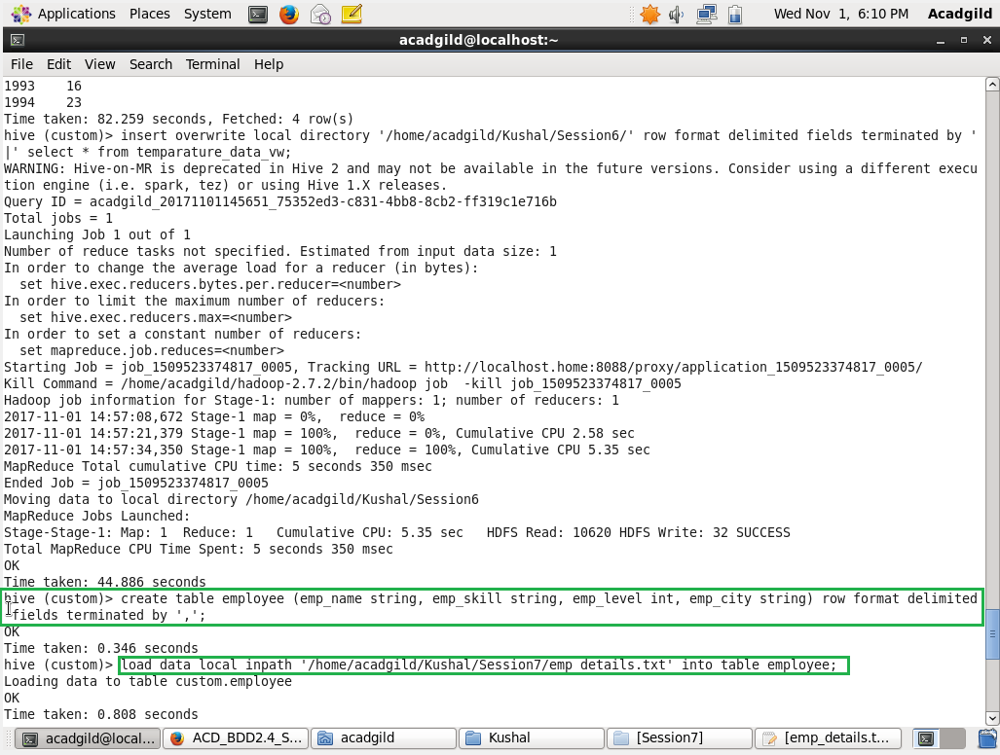 Applications Places System Wed Nov 1, 6:10 PM Acadgild
acadgild@localhost:~
File Edit View Search Terminal Help
1993    16
1994    23
Time taken: 82.259 seconds, Fetched: 4 row(s)
hive (custom)> insert overwrite local directory '/home/acadgild/Kushal/Session6/' row format delimited fields terminated by '
|' select * from temparature_data_vw;
WARNING: Hive-on-MR is deprecated in Hive 2 and may not be available in the future versions. Consider using a different execu
tion engine (i.e. spark, tez) or using Hive 1.X releases.
Query ID = acadgild_20171101145651_75352ed3-c831-4bb8-8cb2-ff319c1e716b
Total jobs = 1
Launching Job 1 out of 1
Number of reduce tasks not specified. Estimated from input data size: 1
In order to change the average load for a reducer (in bytes):
  set hive.exec.reducers.bytes.per.reducer=<number>
In order to limit the maximum number of reducers:
  set hive.exec.reducers.max=<number>
In order to set a constant number of reducers:
  set mapreduce.job.reduces=<number>
Starting Job = job_1509523374817_0005, Tracking URL = http://localhost.home:8088/proxy/application_1509523374817_0005/
Kill Command = /home/acadgild/hadoop-2.7.2/bin/hadoop job  -kill job_1509523374817_0005
Hadoop job information for Stage-1: number of mappers: 1; number of reducers: 1
2017-11-01 14:57:08,672 Stage-1 map = 0%,  reduce = 0%
2017-11-01 14:57:21,379 Stage-1 map = 100%,  reduce = 0%, Cumulative CPU 2.58 sec
2017-11-01 14:57:34,350 Stage-1 map = 100%,  reduce = 100%, Cumulative CPU 5.35 sec
MapReduce Total cumulative CPU time: 5 seconds 350 msec
Ended Job = job_1509523374817_0005
Moving data to local directory /home/acadgild/Kushal/Session6
MapReduce Jobs Launched:
Stage-Stage-1: Map: 1  Reduce: 1   Cumulative CPU: 5.35 sec   HDFS Read: 10620 HDFS Write: 32 SUCCESS
Total MapReduce CPU Time Spent: 5 seconds 350 msec
OK
Time taken: 44.886 seconds
hive (custom)> create table employee (emp_name string, emp_skill string, emp_level int, emp_city string) row format delimited
fields terminated by ',';
OK
Time taken: 0.346 seconds
hive (custom)> load data local inpath '/home/acadgild/Kushal/Session7/emp_details.txt' into table employee;
Loading data to table custom.employee
OK
Time taken: 0.808 seconds
acadgild@local... ACD_BDD2.4_S... acadgild Kushal [Session7] [emp_details.t...